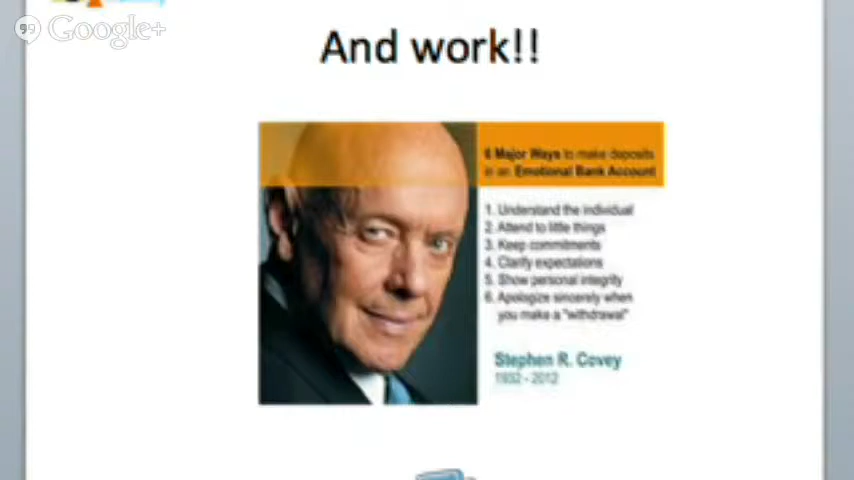 Google+
And work!!
6 Major Ways to make deposits
in an Emotional Bank Account
1. Understand the individual
2. Attend to little things
3. Keep commitments
4. Clarify expectations
5. Show personal integrity
6. Apologize sincerely when
you make a "withdrawal"
Stephen R. Covey
1932 - 2012